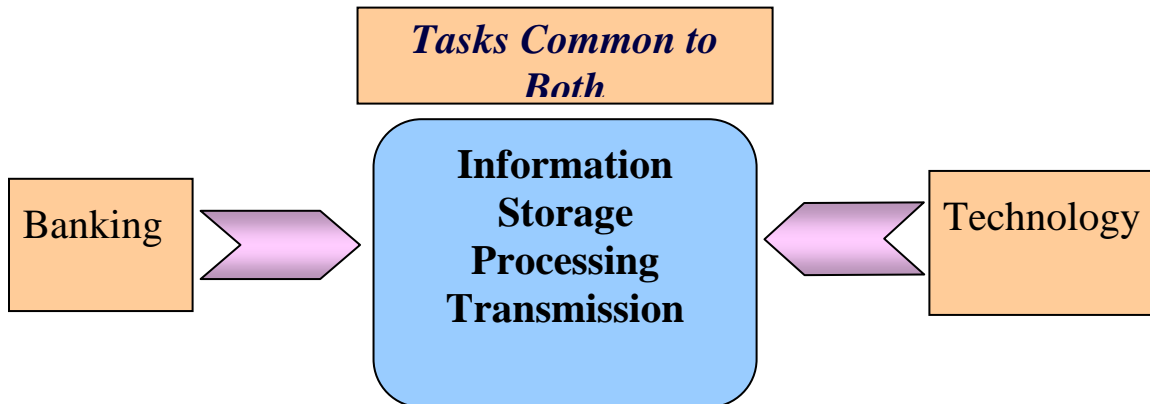 Tasks Common to
Both
Information
Storage
Processing
Transmission
Banking
Technology